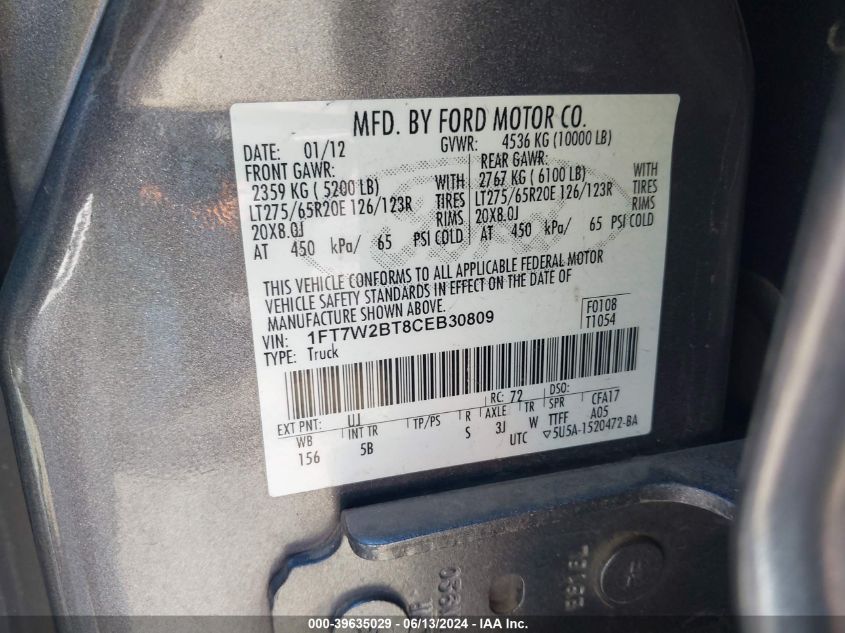 MFD. BY FORD MOTOR CO.
DATE: 01/12 GVWR: 4536 KG (10000 LB)
FRONT GAWR: REAR GAWR:
2359 KG ( 5200 LB) WITH 2767 KG ( 6100 LB) WITH
LT275/65R20E 126/123R TIRES LT275/65R20E 126/123R TIRES
20X8.0J RIMS 20X8.0J RIMS
AT 450 kPa/ 65 PSI COLD AT 450 kPa/ 65 PSI COLD
THIS VEHICLE CONFORMS TO ALL APPLICABLE FEDERAL MOTOR
VEHICLE SAFETY STANDARDS IN EFFECT ON THE DATE OF
MANUFACTURE SHOWN ABOVE.
VIN: 1FT7W2BT8CEB30809 F0108
TYPE: Truck T1054
EXT PNT: UJ RC: 72 DSO:
WB INT TR TP/PS R AXLE TR SPR CFA17
156 5B S 3J W TTFF A05
UTC ▽5U5A-1520472-BA
000-39635029 - 06/13/2024 - IAA Inc.